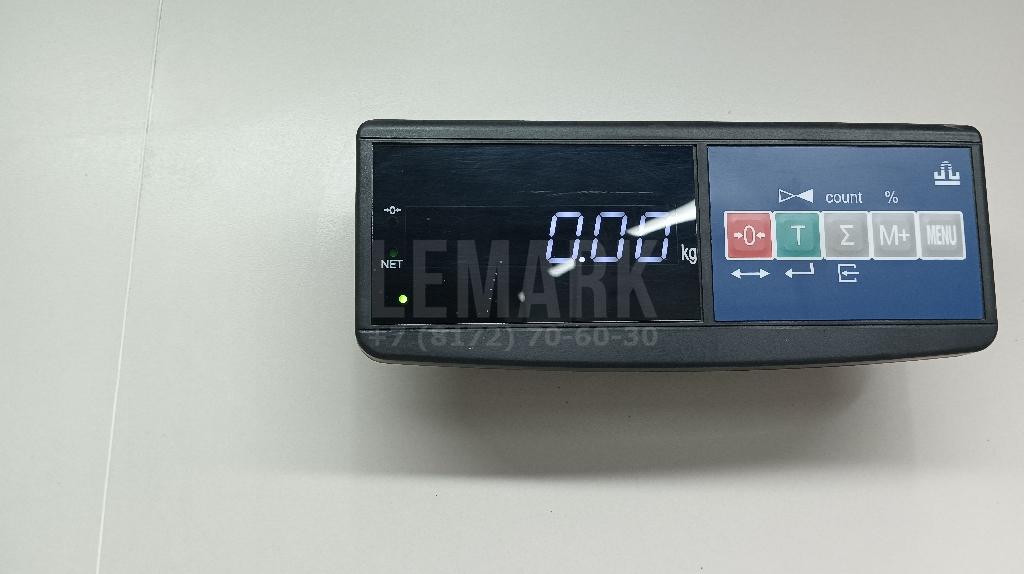 count %
0.00 kg
→0←
→0← T Σ M+ MENU
NET
LEMARK
+7 (8172) 70-60-30